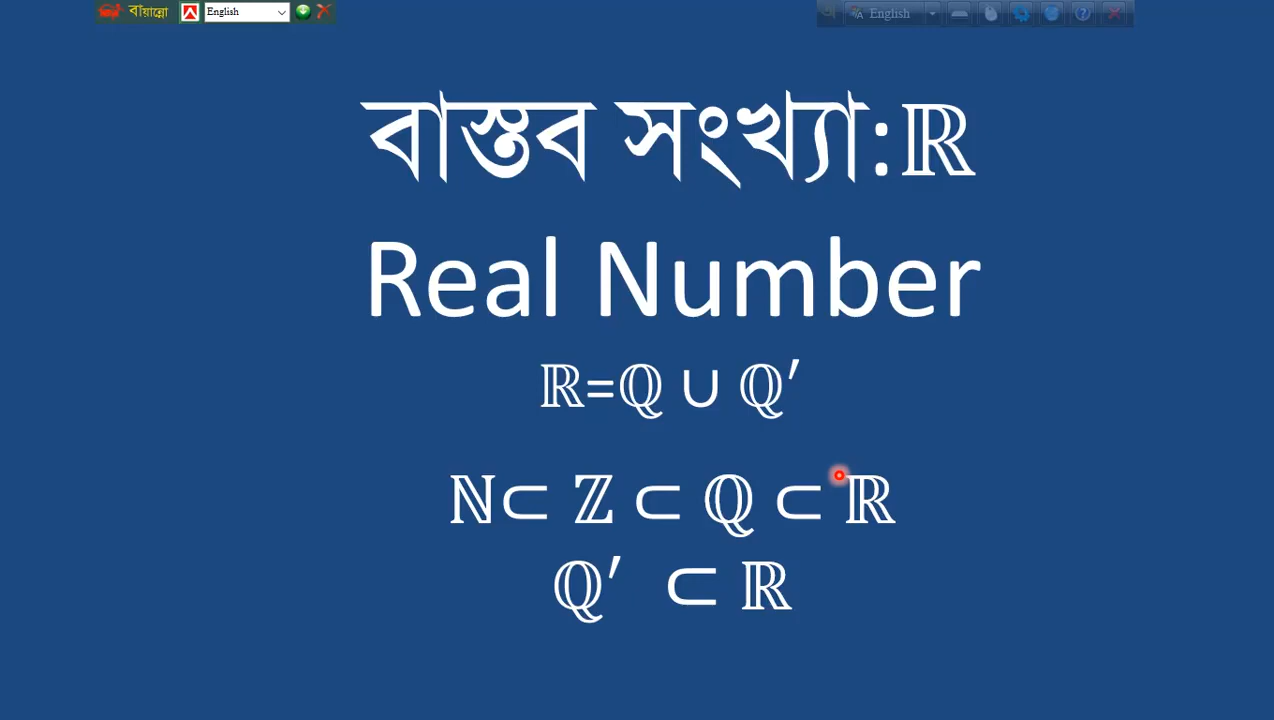 বায়ান্নো English English
বাস্তব সংখ্যা:ℝ
Real Number
ℝ=ℚ ∪ ℚ′
ℕ⊂ ℤ ⊂ ℚ ⊂ ℝ
ℚ′ ⊂ ℝ